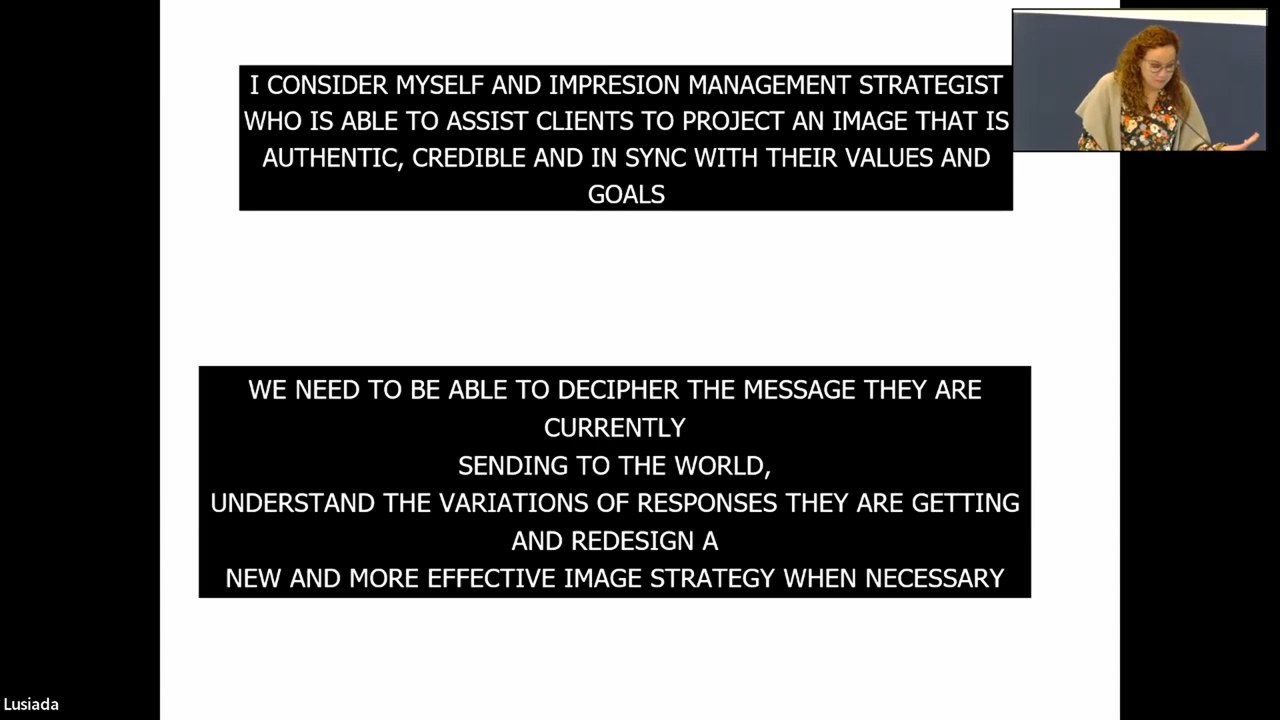 I CONSIDER MYSELF AND IMPRESION MANAGEMENT STRATEGIST
WHO IS ABLE TO ASSIST CLIENTS TO PROJECT AN IMAGE THAT IS
AUTHENTIC, CREDIBLE AND IN SYNC WITH THEIR VALUES AND
GOALS
WE NEED TO BE ABLE TO DECIPHER THE MESSAGE THEY ARE
CURRENTLY
SENDING TO THE WORLD,
UNDERSTAND THE VARIATIONS OF RESPONSES THEY ARE GETTING
AND REDESIGN A
NEW AND MORE EFFECTIVE IMAGE STRATEGY WHEN NECESSARY
Lusiada